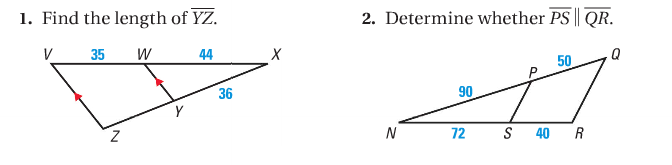 1. Find the length of YZ.
V 35 W 44 X
36
Y
Z
2. Determine whether PS || QR.
Q
50
P
90
N 72 S 40 R